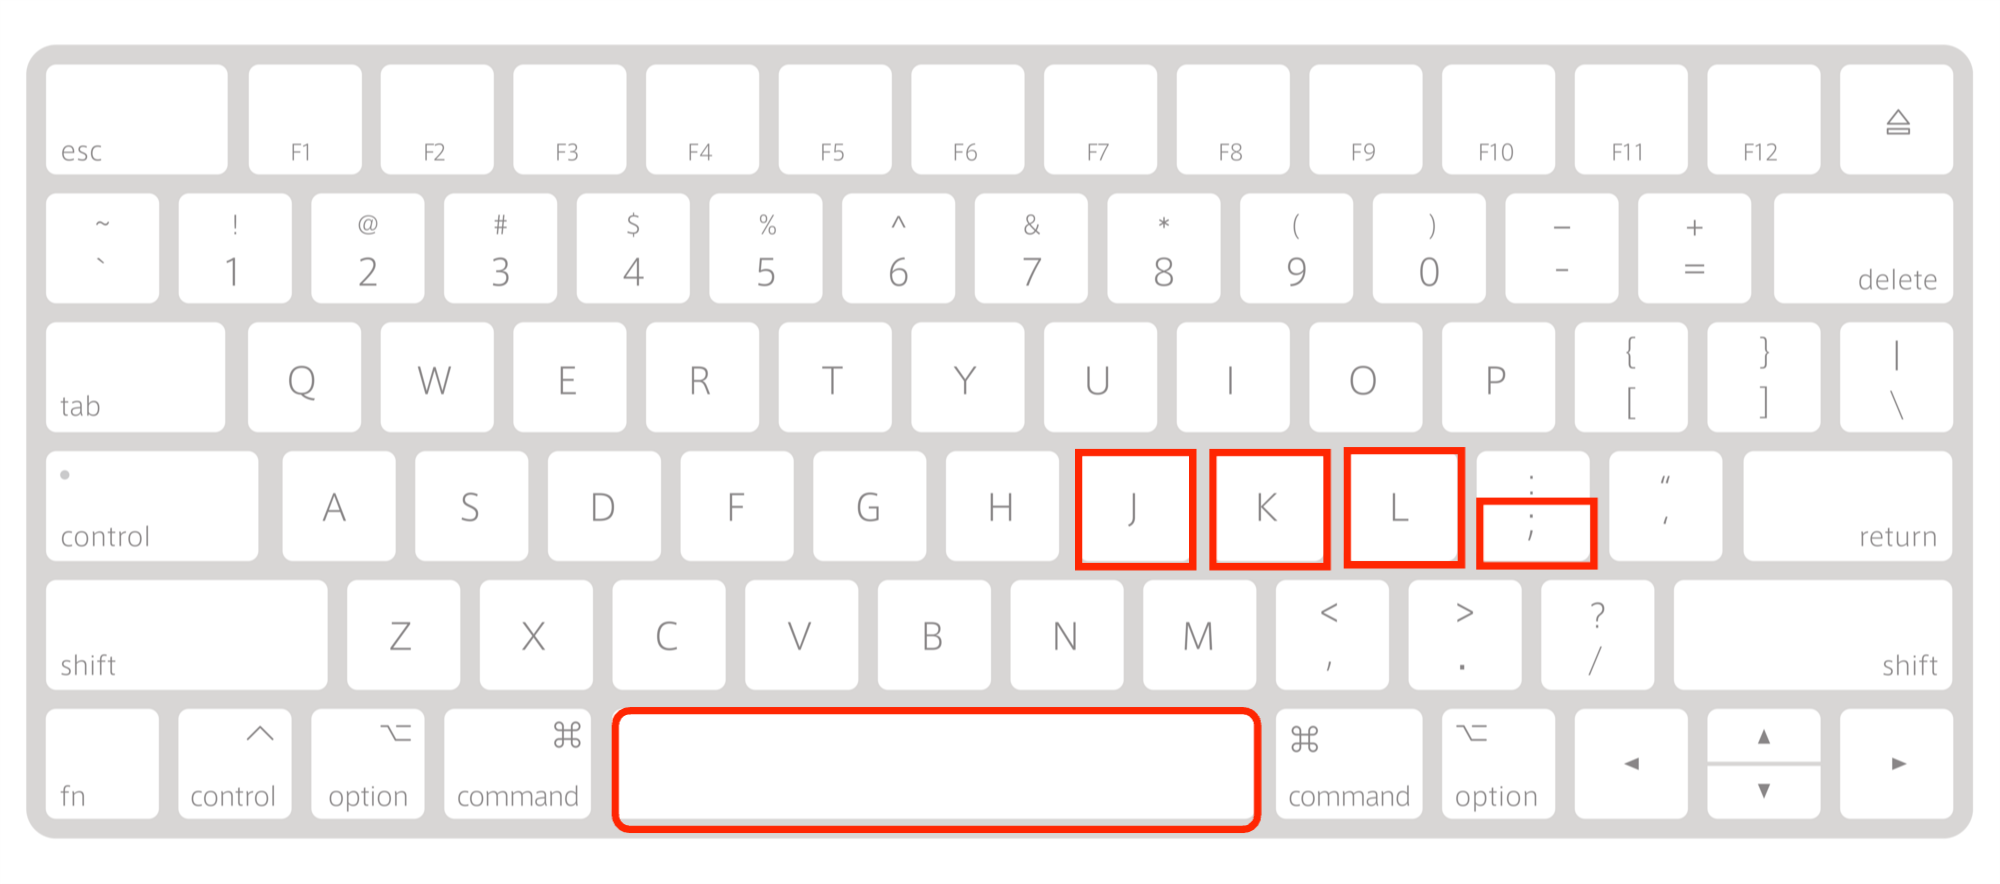 esc F1 F2 F3 F4 F5 F6 F7 F8 F9 F10 F11 F12 ⏏
~ ! @ # $ % ^ & * ( ) – +
` 1 2 3 4 5 6 7 8 9 0 - = delete
tab Q W E R T Y U I O P { } |
[ ] \
control A S D F G H J K L : “
; ‘ return
shift Z X C V B N M < > ? shift
, . /
^ ⌥ ⌘ ⌘ ⌥ ▲
◀ ▶
fn control option command command option ▼